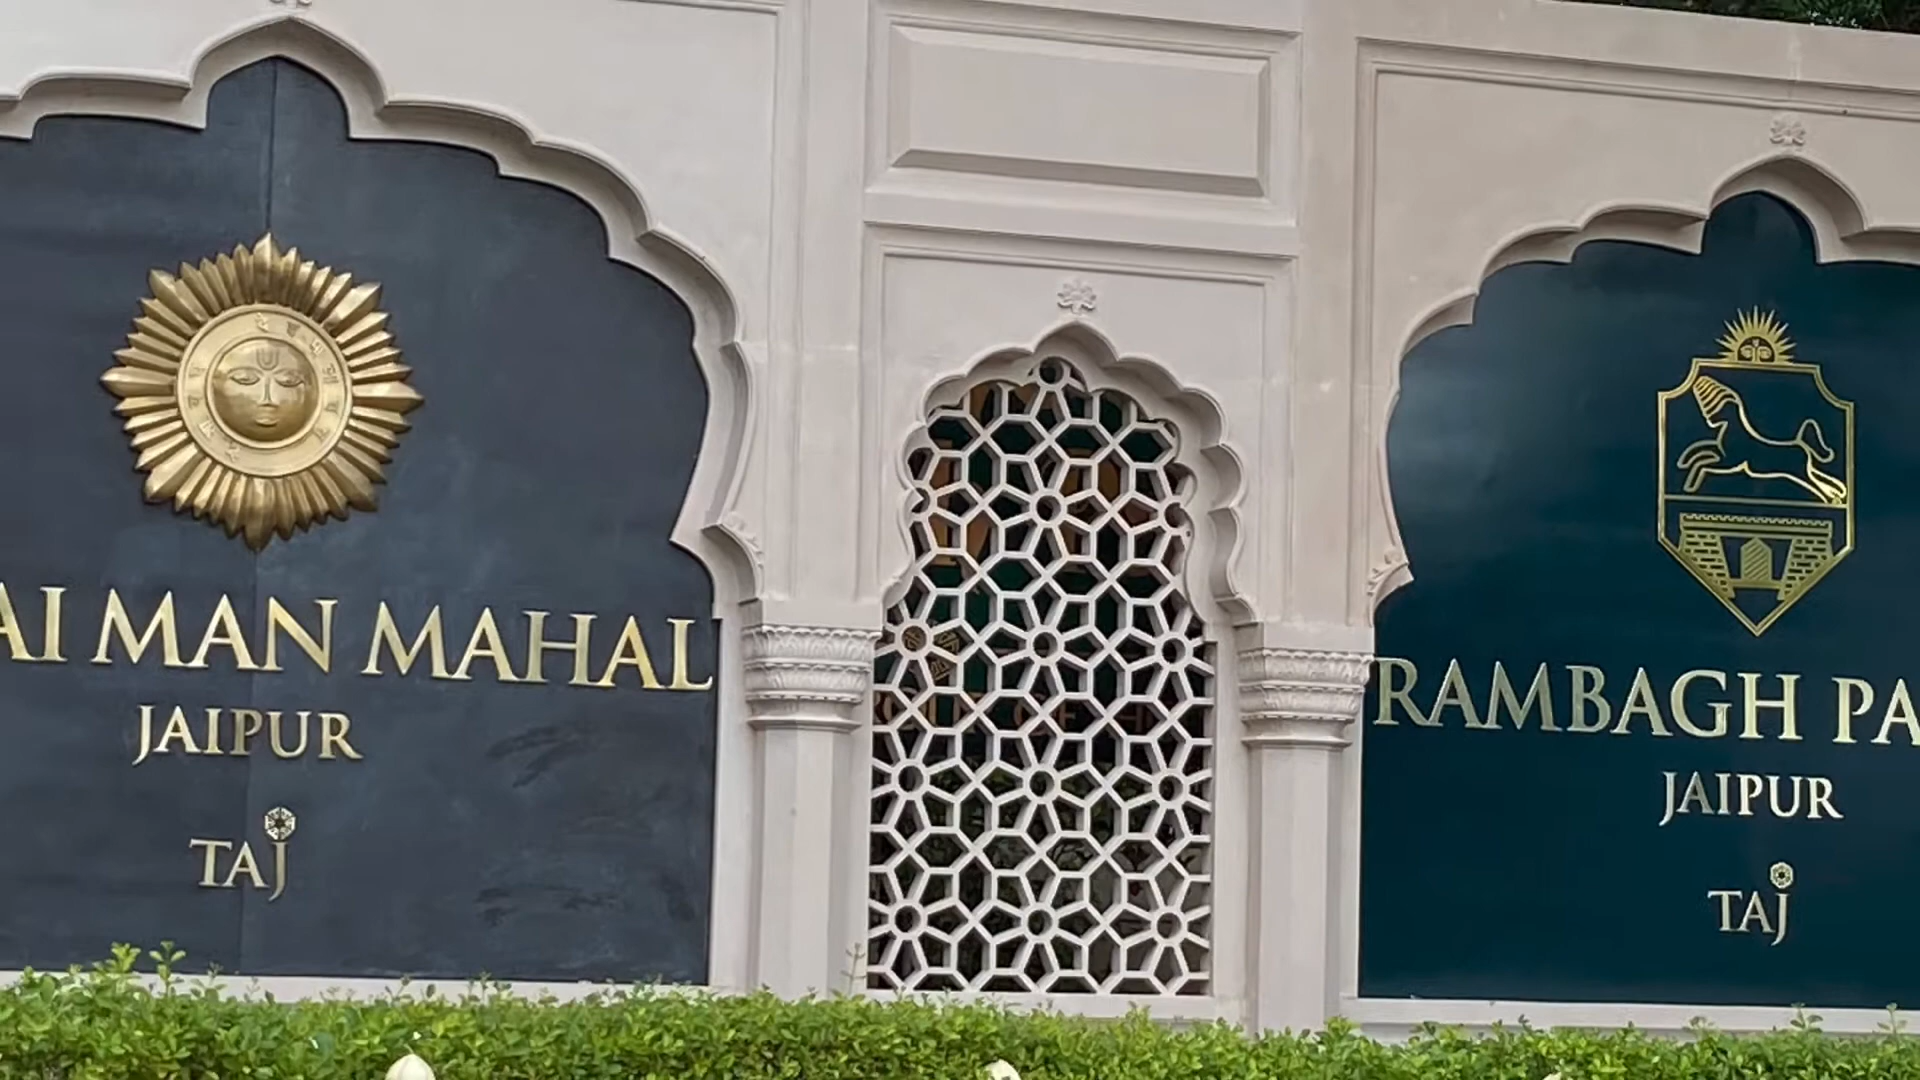 AI MAN MAHAL
JAIPUR
TAJ
RAMBAGH PA
JAIPUR
TAJ